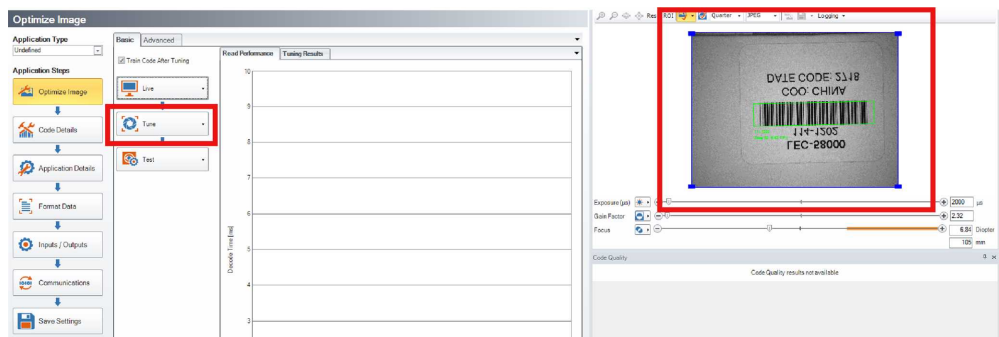 Optimize Image
Application Type
Undefined
Application Steps
Optimize Image
Code Details
Application Details
Format Data
Inputs / Outputs
Communications
Save Settings
Basic Advanced
Train Code After Tuning
Live
Tune
Test
Read Performance Tuning Results
10
9
8
7
6
4
3
Decode Time [ms]
ROI Quarter JPEG Logging
DATE CODE: 2718
COO: CHINA
114-1202
LEC-58000
Exposure (µs) 2000 µs
Gain Factor 2.32
Focus 6.84 Diopter
105 mm
Code Quality
Code Quality results not available